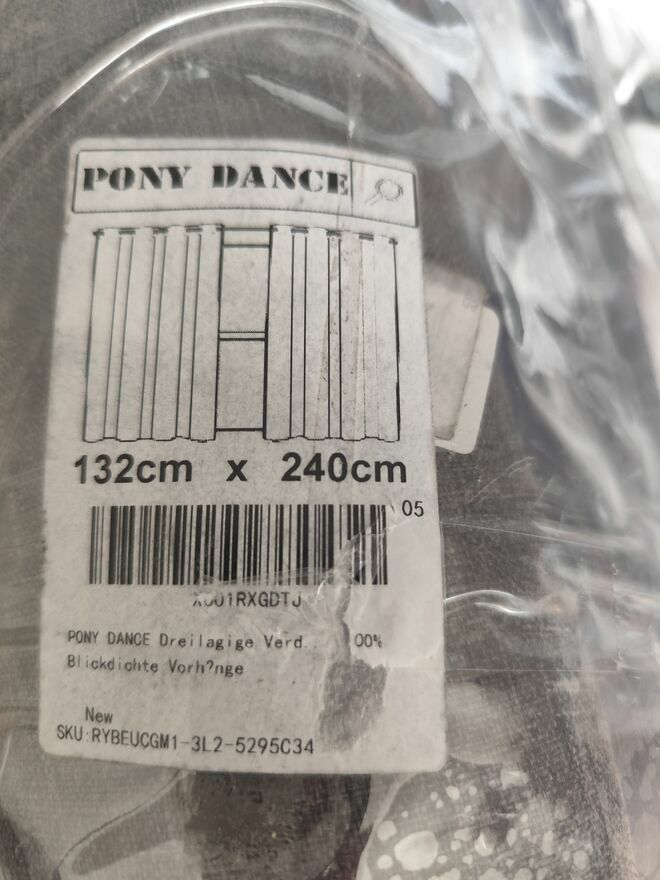 PONY DANCE
132cm x 240cm
05
X001RXGDTJ
PONY DANCE Dreilagige Verd... 00%
Blickdichte Vorh?nge
New
SKU:RYBEUCGM1-3L2-5295C34